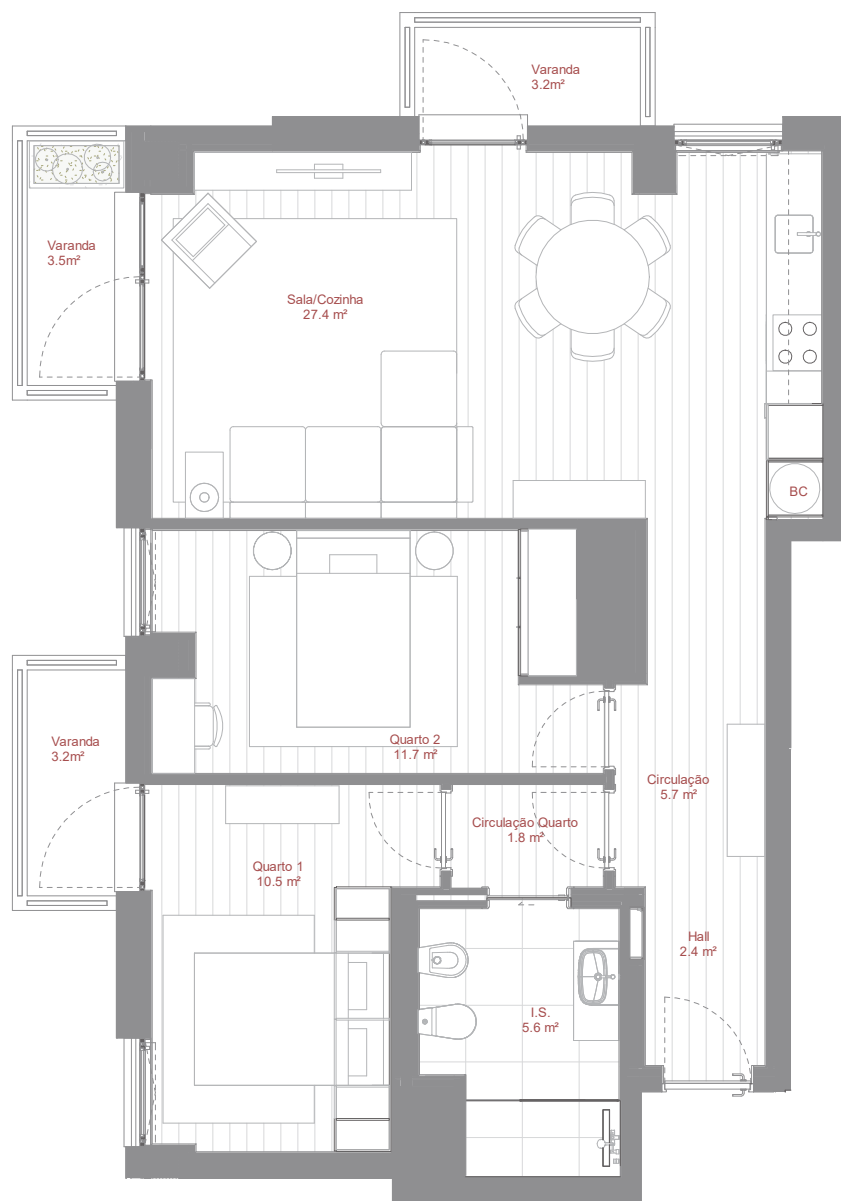 Varanda
3.2m²
Varanda
3.5m²
Sala/Cozinha
27.4 m²
BC
Quarto 2
11.7 m²
Varanda
3.2m²
Circulação
5.7 m²
Circulação Quarto
1.8 m²
Quarto 1
10.5 m²
Hall
2.4 m²
I.S.
5.6 m²